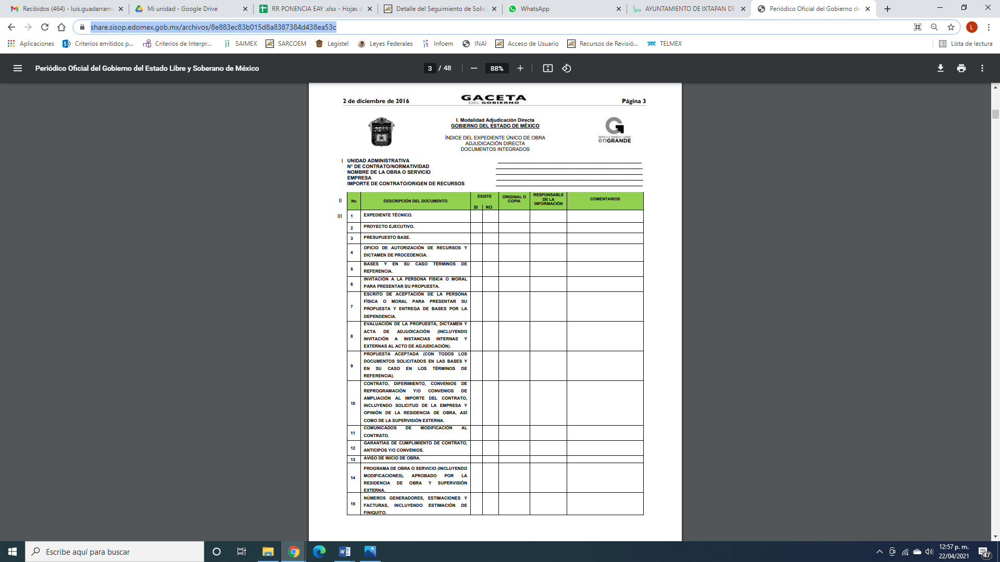 Recibidos (464) - luis.guadarrama
Mi unidad - Google Drive
RR PONENCIA EAY .xlsx - Hojas d
Detalle del Seguimiento de Solici
WhatsApp
AYUNTAMIENTO DE IXTAPAN DE
Periódico Oficial del Gobierno de
share.sisop.edomex.gob.mx/archivos/8e883ec83b015d8a8387384d438ea53c
L
Aplicaciones
Criterios emitidos p...
Criterios de Interpr...
SAIMEX
SARCOEM
Legistel
Leyes Federales
Infoem
INAI
Acceso de Usuario
Recursos de Revisió...
TELMEX
Lista de lectura
Periódico Oficial del Gobierno del Estado Libre y Soberano de México
3 / 48
88%
2 de diciembre de 2016
GACETA
DEL GOBIERNO
Página 3
I. Modalidad Adjudicación Directa
GOBIERNO DEL ESTADO DE MÉXICO
ÍNDICE DEL EXPEDIENTE ÚNICO DE OBRA
ADJUDICACIÓN DIRECTA
DOCUMENTOS INTEGRADOS
GENTE QUE TRABAJA Y LOGRA
enGRANDE
I UNIDAD ADMINISTRATIVA
N° DE CONTRATO/NORMATIVIDAD
NOMBRE DE LA OBRA O SERVICIO
EMPRESA
IMPORTE DE CONTRATO/ORIGEN DE RECURSOS
II
No
DESCRIPCIÓN DEL DOCUMENTO
EXISTE
SI NO
ORIGINAL O
COPIA
RESPONSABLE
DE LA
INFORMACIÓN
COMENTARIOS
III
1 EXPEDIENTE TÉCNICO.
2 PROYECTO EJECUTIVO.
3 PRESUPUESTO BASE.
4 OFICIO DE AUTORIZACIÓN DE RECURSOS Y
DICTAMEN DE PROCEDENCIA.
5 BASES Y EN SU CASO TÉRMINOS DE
REFERENCIA.
6 INVITACIÓN A LA PERSONA FÍSICA O MORAL
PARA PRESENTAR SU PROPUESTA.
7 ESCRITO DE ACEPTACIÓN DE LA PERSONA
FÍSICA O MORAL PARA PRESENTAR SU
PROPUESTA Y ENTREGA DE BASES POR LA
DEPENDENCIA.
8 EVALUACIÓN DE LA PROPUESTA, DICTAMEN Y
ACTA DE ADJUDICACIÓN (INCLUYENDO
INVITACIÓN A INSTANCIAS INTERNAS Y
EXTERNAS AL ACTO DE ADJUDICACIÓN).
9 PROPUESTA ACEPTADA (CON TODOS LOS
DOCUMENTOS SOLICITADOS EN LAS BASES Y
EN SU CASO EN LOS TÉRMINOS DE
REFERENCIA).
10 CONTRATO, DIFERIMIENTO, CONVENIOS DE
REPROGRAMACIÓN Y/O CONVENIOS DE
AMPLIACIÓN AL IMPORTE DEL CONTRATO,
INCLUYENDO SOLICITUD DE LA EMPRESA Y
OPINIÓN DE LA RESIDENCIA DE OBRA, ASÍ
COMO DE LA SUPERVISIÓN EXTERNA.
11 COMUNICADOS DE MODIFICACIÓN AL
CONTRATO.
12 GARANTÍAS DE CUMPLIMIENTO DE CONTRATO,
ANTICIPOS Y/O CONVENIOS.
13 AVISO DE INICIO DE OBRA.
14 PROGRAMA DE OBRA O SERVICIO (INCLUYENDO
MODIFICACIONES), APROBADO POR LA
RESIDENCIA DE OBRA Y SUPERVISIÓN
EXTERNA.
15 NÚMEROS GENERADORES, ESTIMACIONES Y
FACTURAS, INCLUYENDO ESTIMACIÓN DE
FINIQUITO.
Escribe aquí para buscar
12:57 p. m.
22/04/2021
47